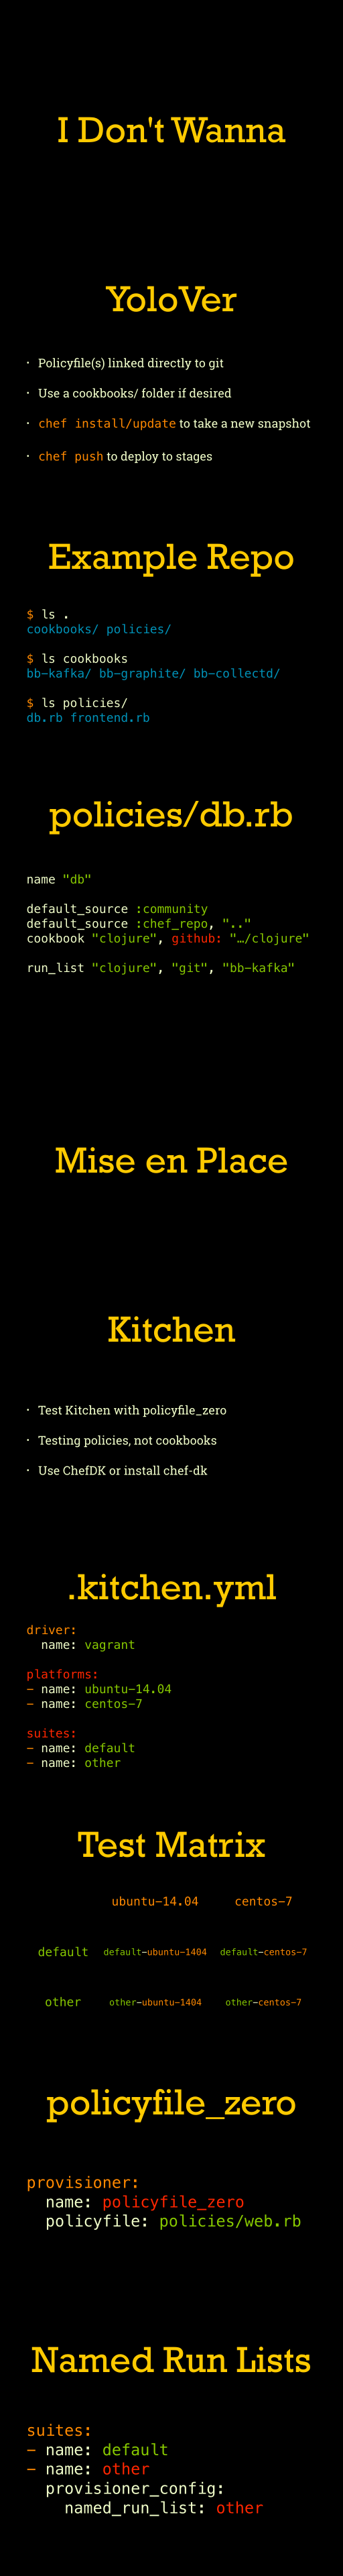 I Don't Wanna
YoloVer
• Policyfile(s) linked directly to git
• Use a cookbooks/ folder if desired
• chef install/update to take a new snapshot
• chef push to deploy to stages
Example Repo
$ ls .
cookbooks/ policies/
$ ls cookbooks
bb-kafka/ bb-graphite/ bb-collectd/
$ ls policies/
db.rb frontend.rb
policies/db.rb
name "db"
default_source :community
default_source :chef_repo, ".."
cookbook "clojure", github: "…/clojure"
run_list "clojure", "git", "bb-kafka"
Mise en Place
Kitchen
• Test Kitchen with policyfile_zero
• Testing policies, not cookbooks
• Use ChefDK or install chef-dk
.kitchen.yml
driver:
  name: vagrant
platforms:
- name: ubuntu-14.04
- name: centos-7
suites:
- name: default
- name: other
Test Matrix
ubuntu-14.04 centos-7
default default-ubuntu-1404 default-centos-7
other other-ubuntu-1404 other-centos-7
policyfile_zero
provisioner:
  name: policyfile_zero
  policyfile: policies/web.rb
Named Run Lists
suites:
- name: default
- name: other
  provisioner_config:
    named_run_list: other